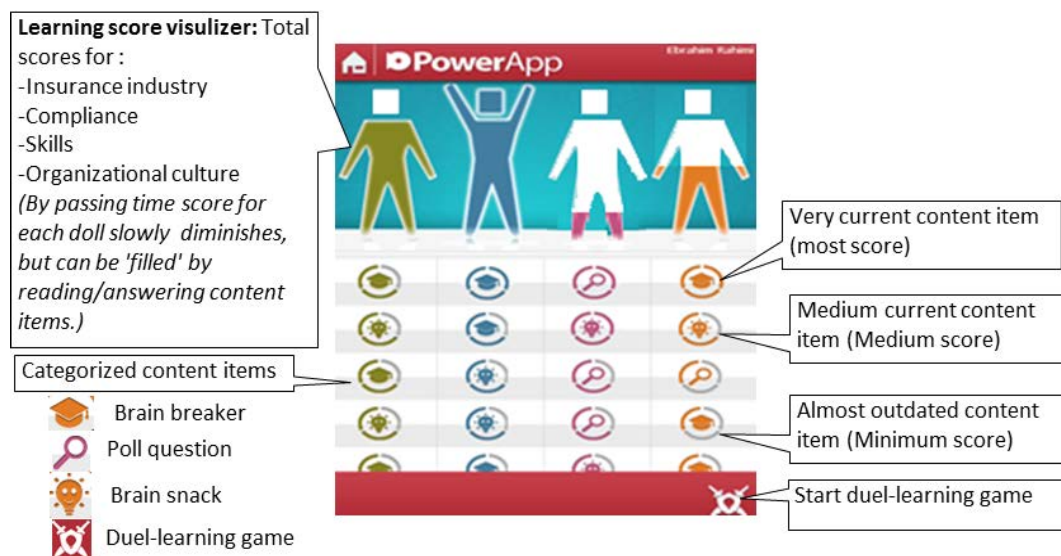 Learning score visulizer: Total
scores for :
-Insurance industry
-Compliance
-Skills
-Organizational culture
(By passing time score for
each doll slowly diminishes,
but can be 'filled' by
reading/answering content
items.)
Categorized content items
Brain breaker
Poll question
Brain snack
Duel-learning game
PowerApp
Ebrahim Rahimi
Very current content item
(most score)
Medium current content
item (Medium score)
Almost outdated content
item (Minimum score)
Start duel-learning game